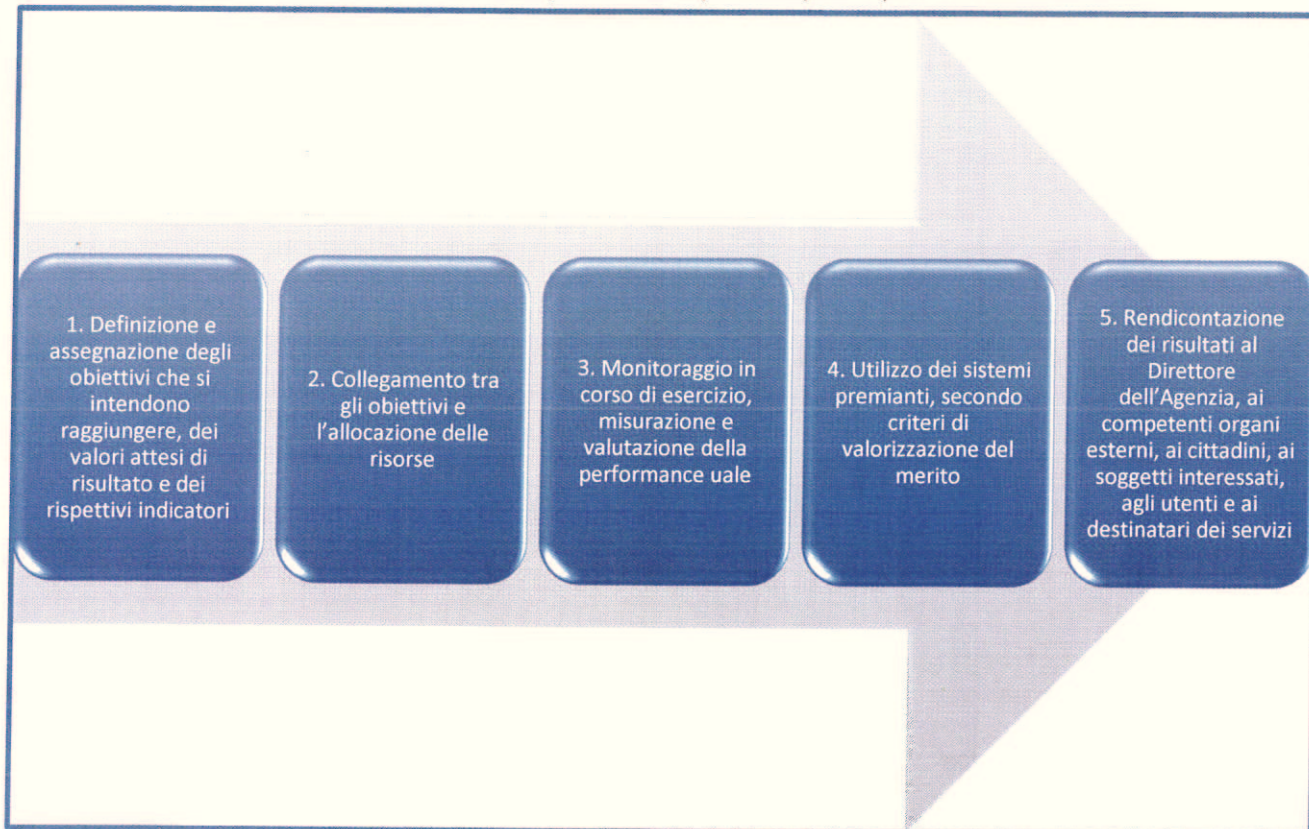 1. Definizione e
assegnazione degli
obiettivi che si
intendono
raggiungere, dei
valori attesi di
risultato e dei
rispettivi indicatori
2. Collegamento tra
gli obiettivi e
l'allocazione delle
risorse
3. Monitoraggio in
corso di esercizio,
misurazione e
valutazione della
performance uale
4. Utilizzo dei sistemi
premianti, secondo
criteri di
valorizzazione del
merito
5. Rendicontazione
dei risultati al
Direttore
dell'Agenzia, ai
competenti organi
esterni, ai cittadini, ai
soggetti interessati,
agli utenti e ai
destinatari dei servizi